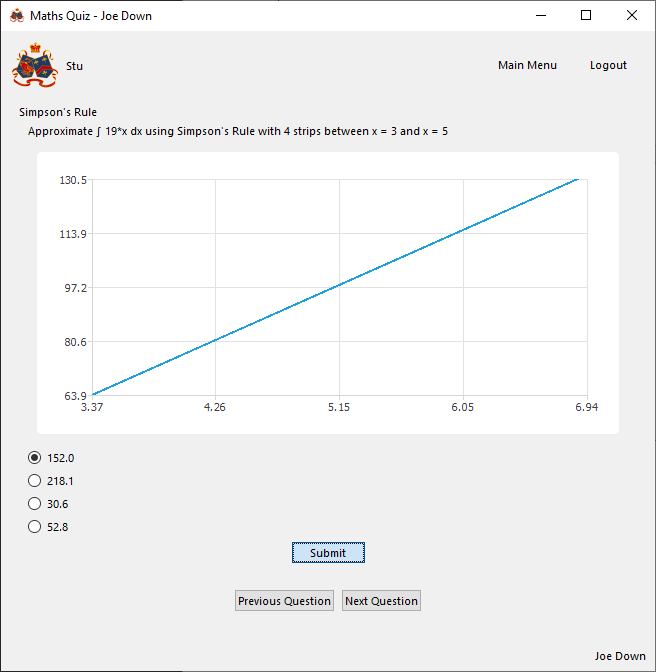 Maths Quiz - Joe Down
Stu
Main Menu
Logout
Simpson's Rule
Approximate ∫ 19*x dx using Simpson's Rule with 4 strips between x = 3 and x = 5
130.5
113.9
97.2
80.6
63.9
3.37 4.26 5.15 6.05 6.94
152.0
218.1
30.6
52.8
Submit
Previous Question Next Question
Joe Down